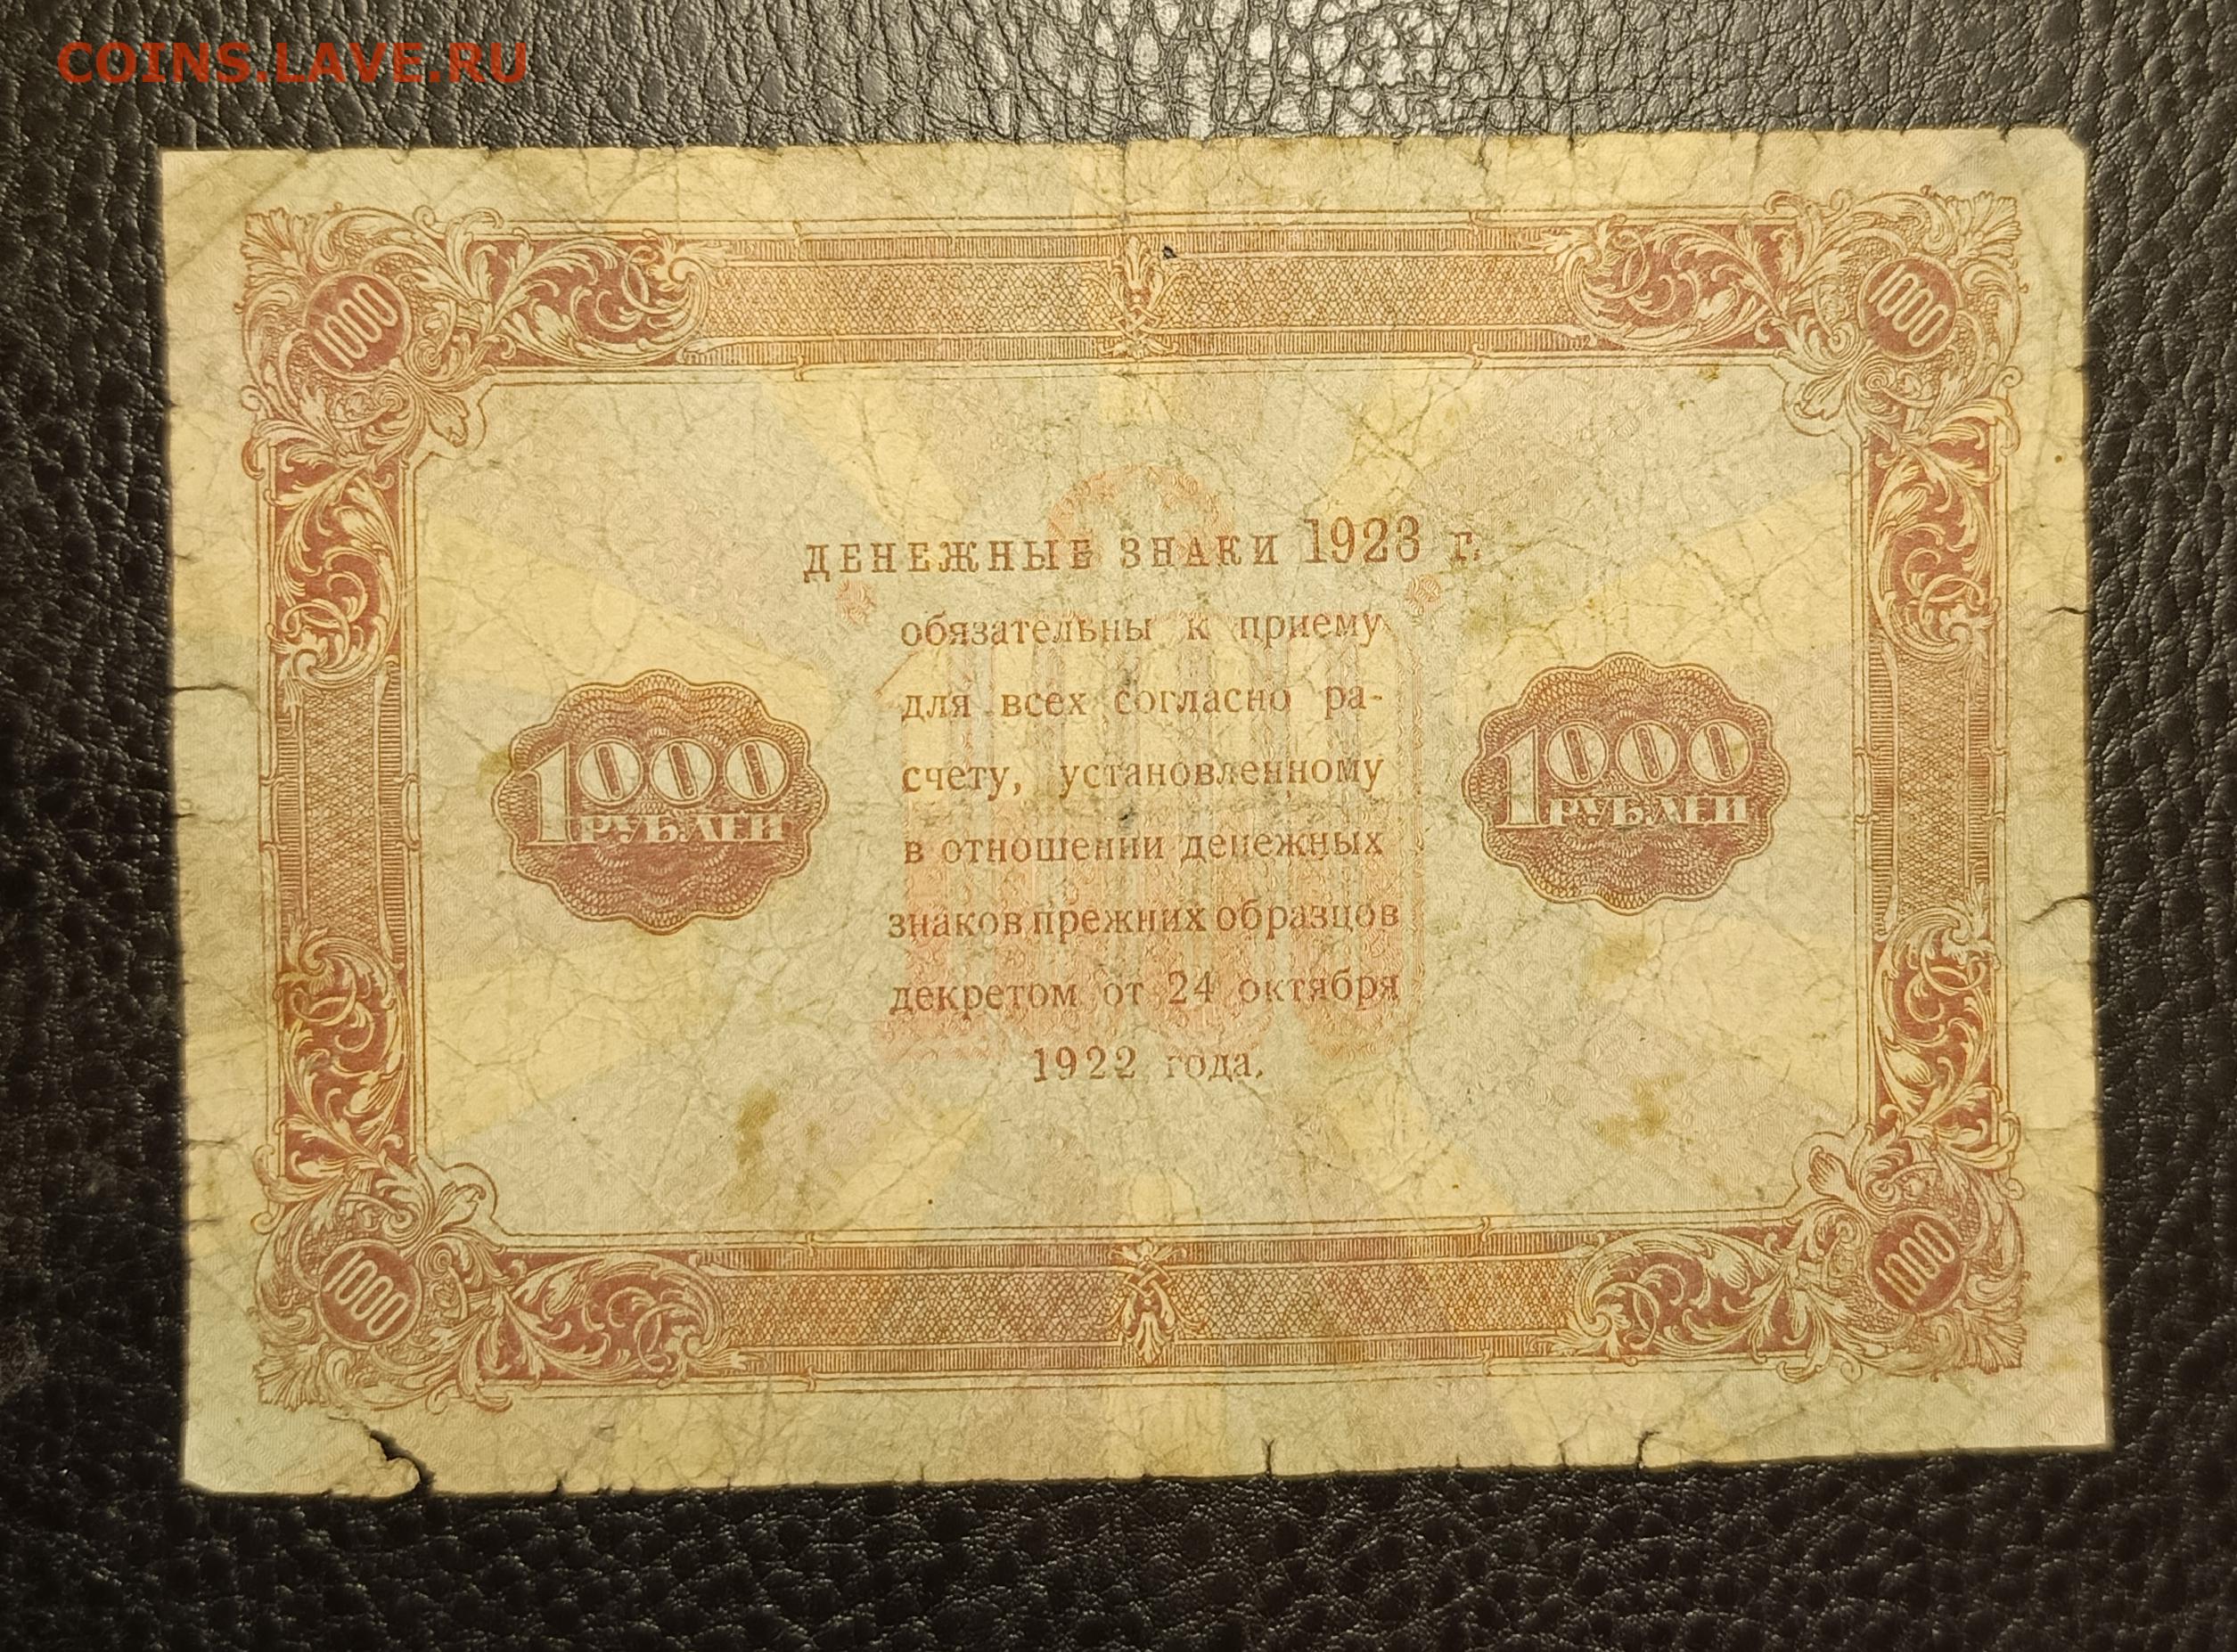 COINS.LAVE.RU
1000
1000
ДЕНЕЖНЫЕ ЗНАКИ 1923 г.
обязательны к приему
для всех согласно ра-
счету, установленному
в отношении денежных
знаков прежних образцов
декретом от 24 октября
1922 года.
1000
РУБЛЕЙ
1000
РУБЛЕЙ
1000
1000